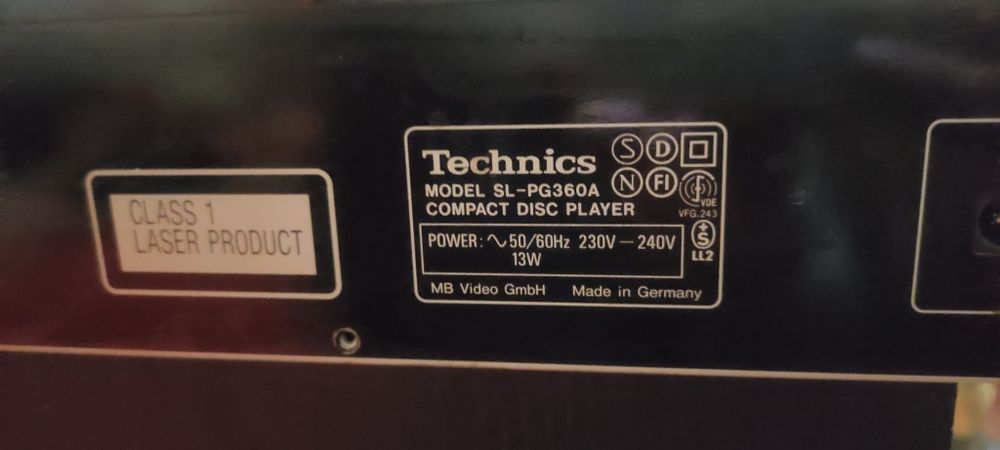 CLASS 1
LASER PRODUCT
Technics
MODEL SL-PG360A
COMPACT DISC PLAYER
POWER: ∿ 50/60Hz 230V — 240V
13W
MB Video GmbH Made in Germany
S D
N FI
VDE
VFG.243
+S
LL2